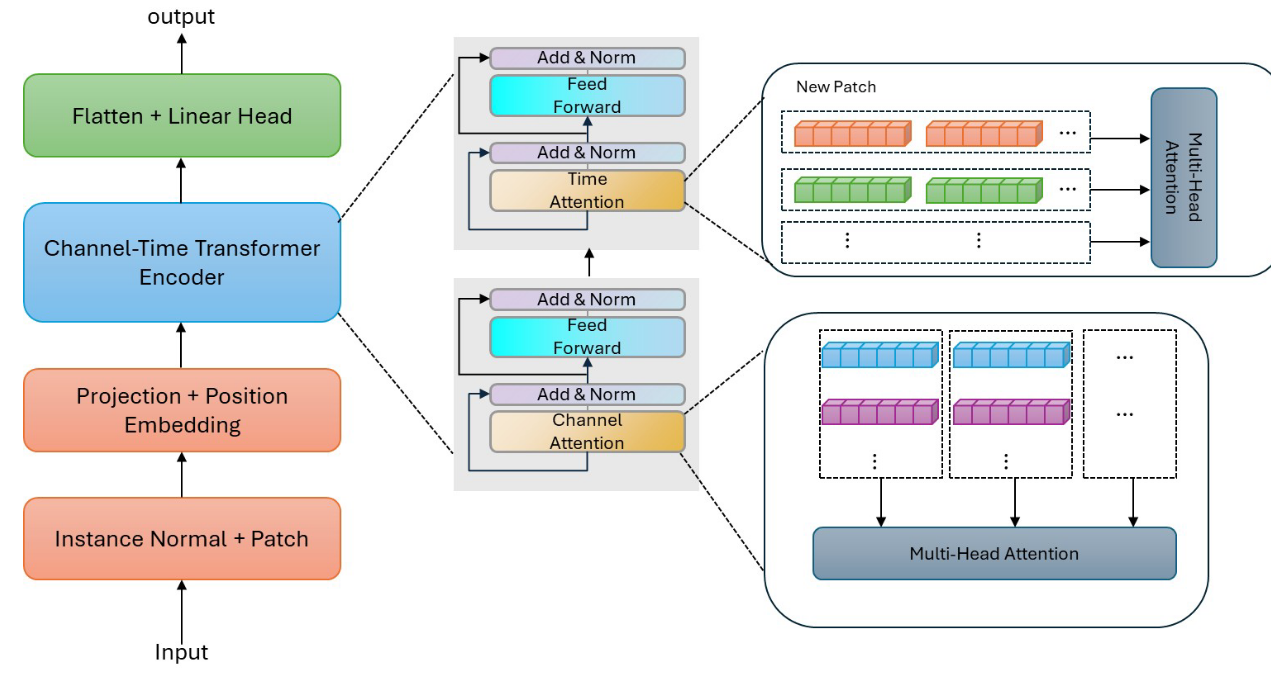 output
Flatten + Linear Head
Channel-Time Transformer
Encoder
Projection + Position
Embedding
Instance Normal + Patch
Input
Add & Norm
Feed
Forward
Add & Norm
Time
Attention
Add & Norm
Feed
Forward
Add & Norm
Channel
Attention
New Patch
...
...
Multi-Head
Attention
...
...
Multi-Head Attention